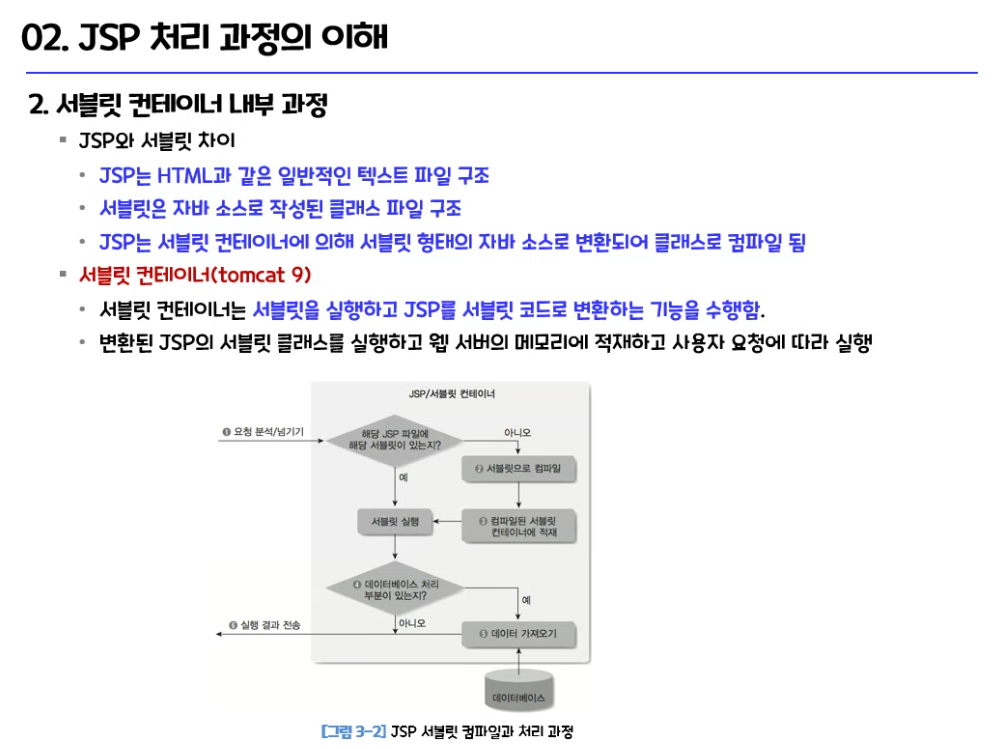 02. JSP 처리 과정의 이해
2. 서블릿 컨테이너 내부 과정
▪ JSP와 서블릿 차이
• JSP는 HTML과 같은 일반적인 텍스트 파일 구조
• 서블릿은 자바 소스로 작성된 클래스 파일 구조
• JSP는 서블릿 컨테이너에 의해 서블릿 형태의 자바 소스로 변환되어 클래스로 컴파일 됨
▪ 서블릿 컨테이너(tomcat 9)
• 서블릿 컨테이너는 서블릿을 실행하고 JSP를 서블릿 코드로 변환하는 기능을 수행함.
• 변환된 JSP의 서블릿 클래스를 실행하고 웹 서버의 메모리에 적재하고 사용자 요청에 따라 실행
JSP/서블릿 컨테이너
❶ 요청 분석/넘기기
해당 JSP 파일에
해당 서블릿이 있는지?
아니오
❷ 서블릿으로 컴파일
예
서블릿 실행
❸ 컴파일된 서블릿
컨테이너에 적재
❹ 데이터베이스 처리
부분이 있는지?
예
아니오
❻ 실행 결과 전송
❺ 데이터 가져오기
데이터베이스
[그림 3-2] JSP 서블릿 컴파일과 처리 과정